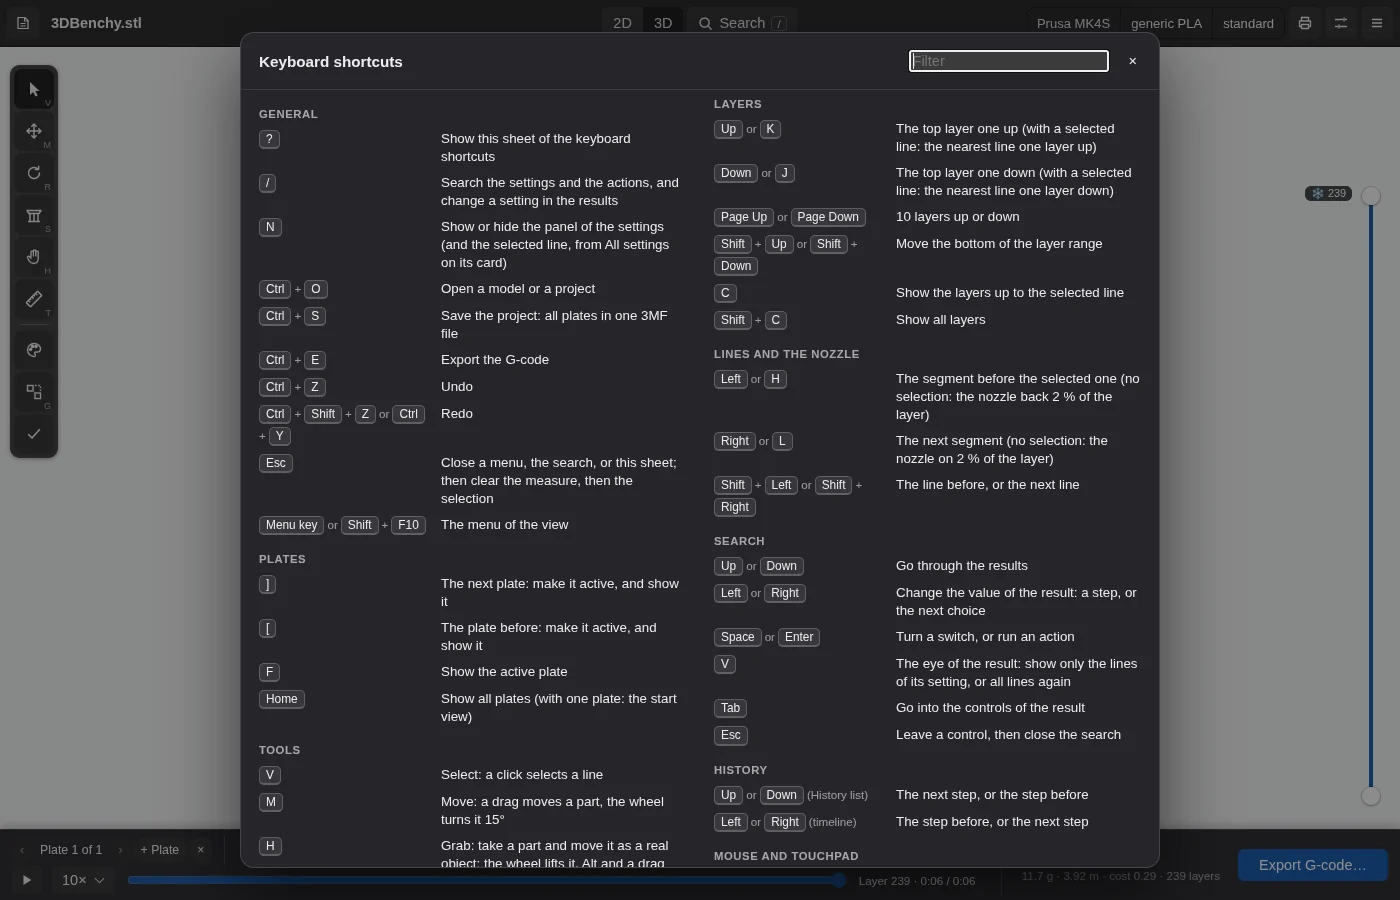 3DBenchy.stl
2D 3D Search /
Prusa MK4S generic PLA standard
Keyboard shortcuts
Filter
×
V
M
R
S
H
T
G
GENERAL
? Show this sheet of the keyboard
shortcuts
/ Search the settings and the actions, and
change a setting in the results
N Show or hide the panel of the settings
(and the selected line, from All settings
on its card)
Ctrl + O Open a model or a project
Ctrl + S Save the project: all plates in one 3MF
file
Ctrl + E Export the G-code
Ctrl + Z Undo
Ctrl + Shift + Z or Ctrl Redo
+ Y
Esc Close a menu, the search, or this sheet;
then clear the measure, then the
selection
Menu key or Shift + F10 The menu of the view
PLATES
] The next plate: make it active, and show
it
[ The plate before: make it active, and
show it
F Show the active plate
Home Show all plates (with one plate: the start
view)
TOOLS
V Select: a click selects a line
M Move: a drag moves a part, the wheel
turns it 15°
H Grab: take a part and move it as a real
object; the wheel lifts it, Alt and a drag
LAYERS
Up or K The top layer one up (with a selected
line: the nearest line one layer up)
Down or J The top layer one down (with a selected
line: the nearest line one layer down)
Page Up or Page Down 10 layers up or down
Shift + Up or Shift + Move the bottom of the layer range
Down
C Show the layers up to the selected line
Shift + C Show all layers
LINES AND THE NOZZLE
Left or H The segment before the selected one (no
selection: the nozzle back 2 % of the
layer)
Right or L The next segment (no selection: the
nozzle on 2 % of the layer)
Shift + Left or Shift + The line before, or the next line
Right
SEARCH
Up or Down Go through the results
Left or Right Change the value of the result: a step, or
the next choice
Space or Enter Turn a switch, or run an action
V The eye of the result: show only the lines
of its setting, or all lines again
Tab Go into the controls of the result
Esc Leave a control, then close the search
HISTORY
Up or Down (History list) The next step, or the step before
Left or Right (timeline) The step before, or the next step
MOUSE AND TOUCHPAD
239
‹ Plate 1 of 1 › + Plate ×
10× Layer 239 · 0:06 / 0:06
11.7 g · 3.92 m · cost 0.29 · 239 layers
Export G-code…